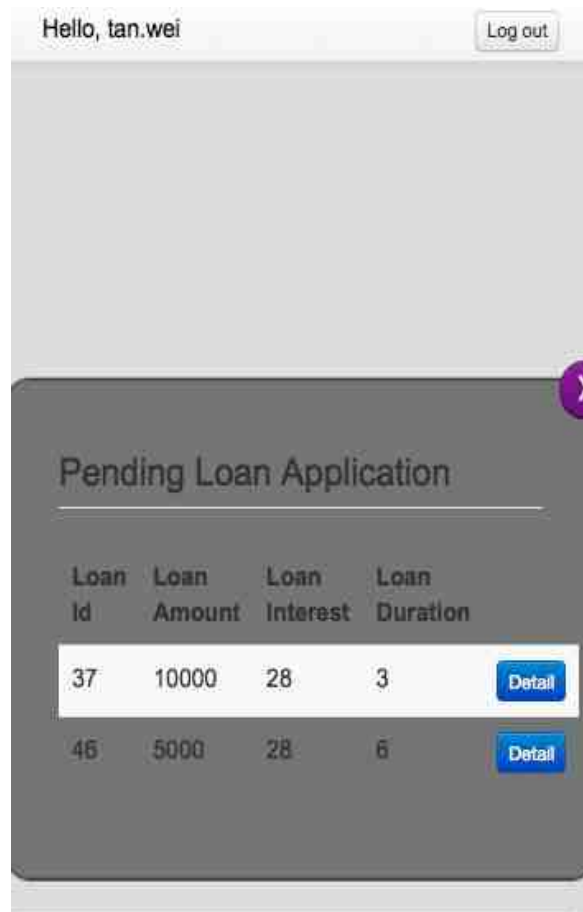 Hello, tan.wei Log out
Pending Loan Application
Loan Loan Loan Loan
Id Amount Interest Duration
37 10000 28 3 Detail
46 5000 28 6 Detail